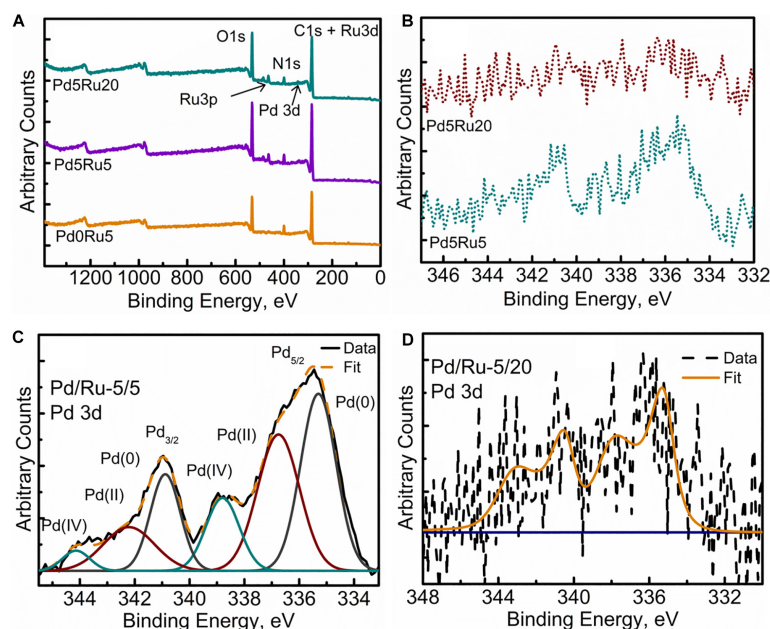 A
O1s
C1s + Ru3d
N1s
Ru3p
Pd 3d
Pd5Ru20
Pd5Ru5
Pd0Ru5
Arbitrary Counts
1200 1000 800 600 400 200 0
Binding Energy, eV
B
Pd5Ru20
Pd5Ru5
Arbitrary Counts
346 344 342 340 338 336 334 332
Binding Energy, eV
C
Data
Fit
Pd/Ru-5/5
Pd 3d
Pd5/2
Pd(0)
Pd3/2
Pd(II)
Pd(0)
Pd(IV)
Pd(II)
Pd(IV)
Arbitrary Counts
344 342 340 338 336 334
Binding Energy, eV
D
Pd/Ru-5/20
Pd 3d
Data
Fit
Arbitrary Counts
348 344 340 336 332
Binding Energy, eV